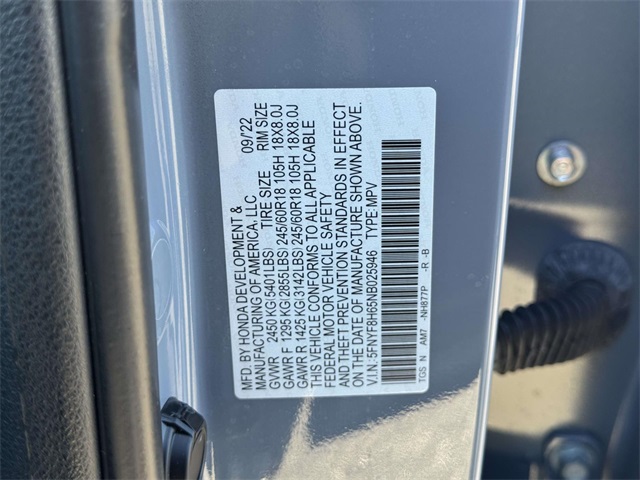 MFD. BY HONDA DEVELOPMENT & 09/22
MANUFACTURING OF AMERICA, LLC
GVWR 2450 KG(5401LBS) TIRE SIZE RIM SIZE
GAWR F 1295 KG(2855LBS) 245/60R18 105H 18X8.0J
GAWR R 1425 KG(3142LBS) 245/60R18 105H 18X8.0J
THIS VEHICLE CONFORMS TO ALL APPLICABLE
FEDERAL MOTOR VEHICLE SAFETY
AND THEFT PREVENTION STANDARDS IN EFFECT
ON THE DATE OF MANUFACTURE SHOWN ABOVE.
V.I.N.:5FNYF8H65NB025946 TYPE:MPV
TGS N AM7 -NH877P -R -B